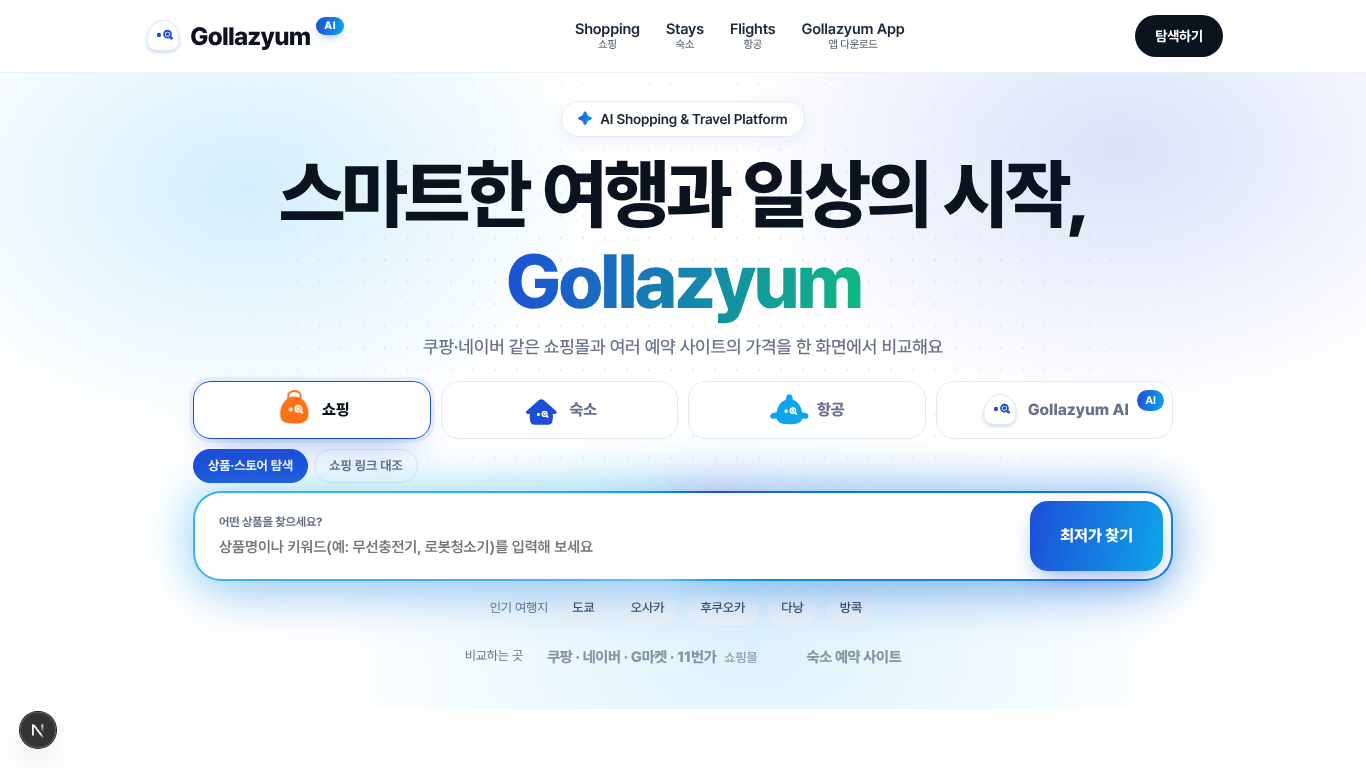 Gollazyum AI
Shopping
쇼핑
Stays
숙소
Flights
항공
Gollazyum App
앱 다운로드
탐색하기
AI Shopping & Travel Platform
스마트한 여행과 일상의 시작,
Gollazyum
쿠팡·네이버 같은 쇼핑몰과 여러 예약 사이트의 가격을 한 화면에서 비교해요
쇼핑
숙소
항공
Gollazyum AI
AI
상품·스토어 탐색
쇼핑 링크 대조
어떤 상품을 찾으세요?
상품명이나 키워드(예: 무선충전기, 로봇청소기)를 입력해 보세요
최저가 찾기
인기 여행지 도쿄 오사카 후쿠오카 다낭 방콕
비교하는 곳 쿠팡 · 네이버 · G마켓 · 11번가 쇼핑몰 숙소 예약 사이트
N